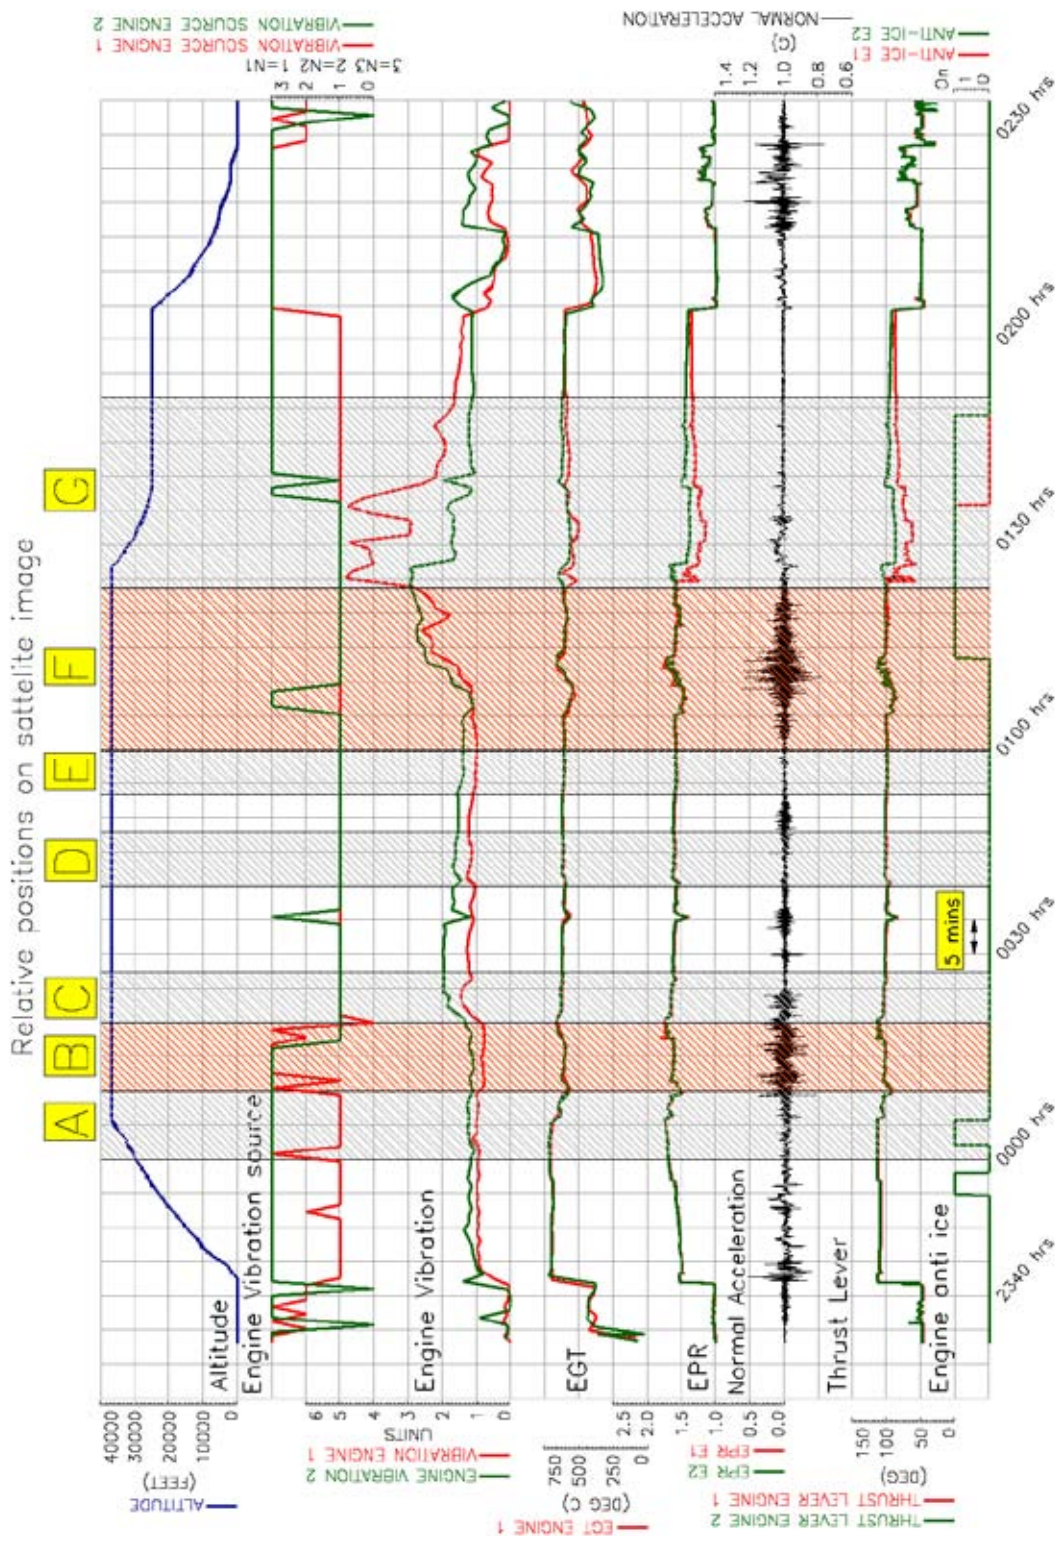 Relative positions on sattelite image
A
B
C
D
E
F
G
ALTITUDE
(FEET)
40000
30000
20000
10000
0
Altitude
VIBRATION SOURCE ENGINE 2
VIBRATION SOURCE ENGINE 1
3=N3 2=N2 1=N1
3
2
1
0
Engine Vibration source
ENGINE VIBRATION 2
VIBRATION ENGINE 1
UNITS
6
5
4
3
2
1
0
Engine Vibration
EGT ENGINE 1
(DEG C)
750
500
250
0
EGT
EPR E2
EPR E1
2.5
2.0
1.5
1.0
0.5
0.0
EPR
NORMAL ACCELERATION
(G)
1.4
1.2
1.0
0.8
0.6
Normal Acceleration
THRUST LEVER ENGINE 2
THRUST LEVER ENGINE 1
(DEG)
150
100
50
0
Thrust Lever
ANTI-ICE E2
ANTI-ICE E1
On
1
0
Engine anti ice
5 mins
2340 hrs
0000 hrs
0030 hrs
0100 hrs
0130 hrs
0200 hrs
0230 hrs